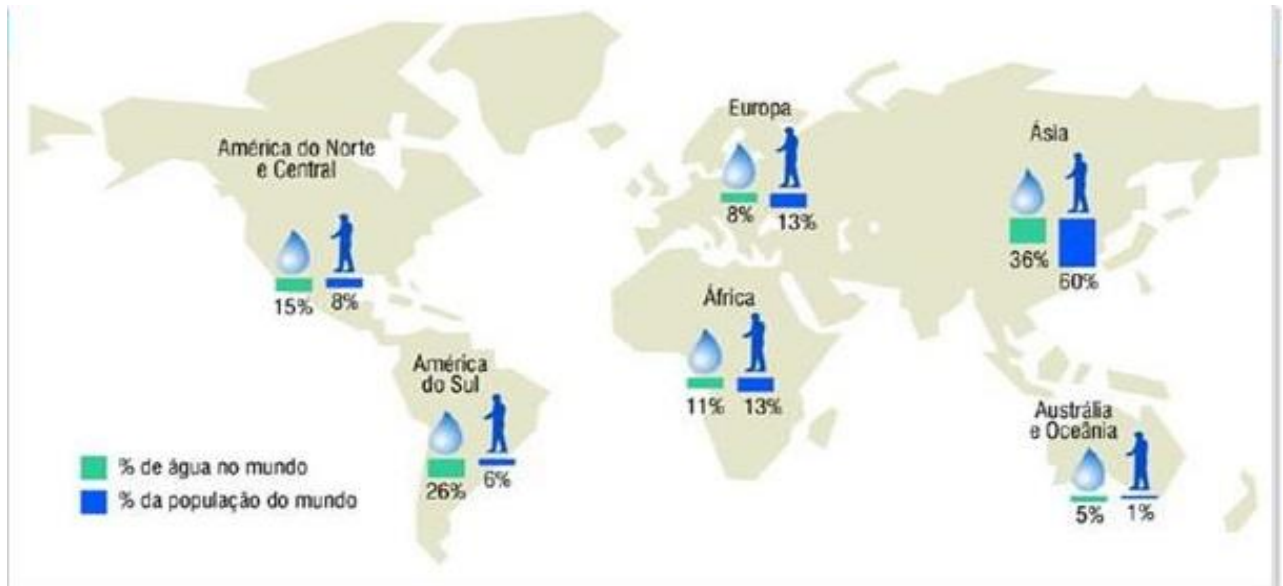 América do Norte
e Central
15%
8%
América
do Sul
26%
6%
Europa
8%
13%
África
11%
13%
Ásia
36%
60%
Austrália
e Oceânia
5%
1%
% de água no mundo
% da população do mundo